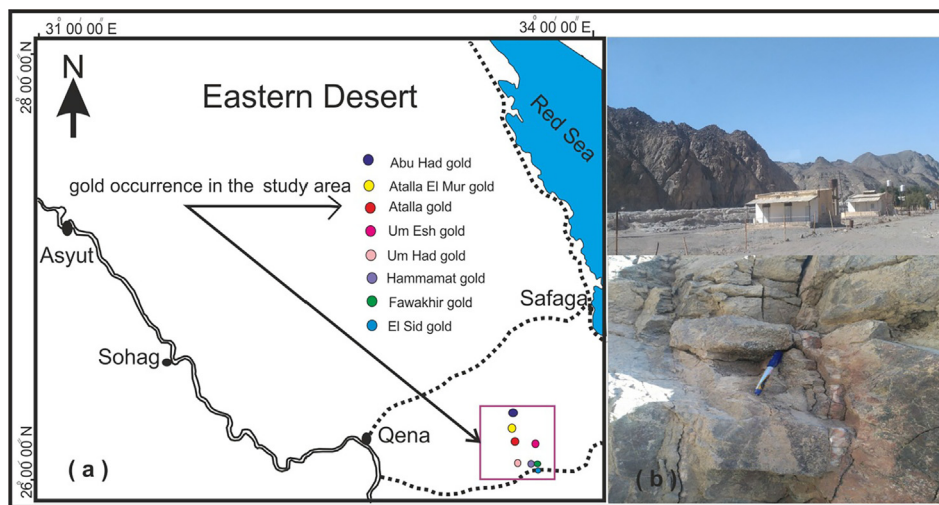 31 00 00 E
34 00 00 E
28 00 00 N
N
Eastern Desert
Red Sea
Abu Had gold
Atalla El Mur gold
gold occurrence in the study area
Atalla gold
Um Esh gold
Um Had gold
Hammamat gold
Fawakhir gold
El Sid gold
Asyut
Safaga
Sohag
Qena
26 00 00 N
( a )
( b )